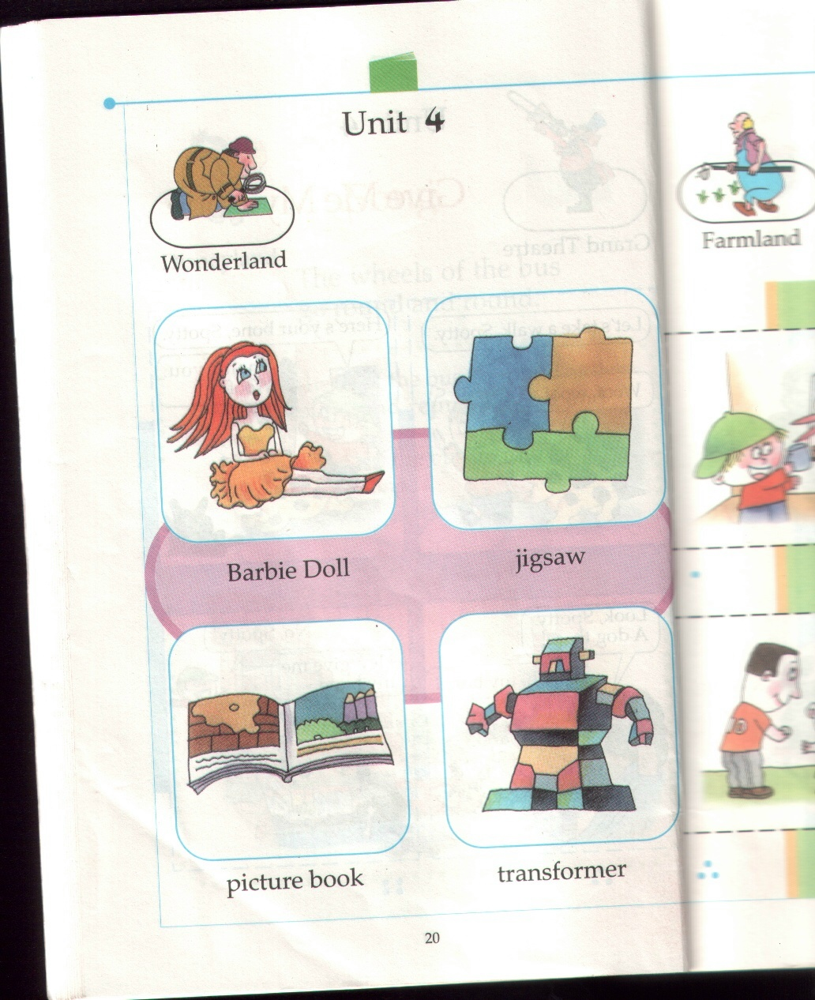 Unit 4
Wonderland
Barbie Doll
jigsaw
picture book
transformer
20
Farmland